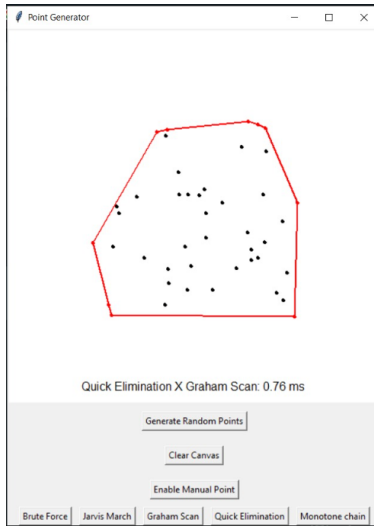 Point Generator
Quick Elimination X Graham Scan: 0.76 ms
Generate Random Points
Clear Canvas
Enable Manual Point
Brute Force Jarvis March Graham Scan Quick Elimination Monotone chain